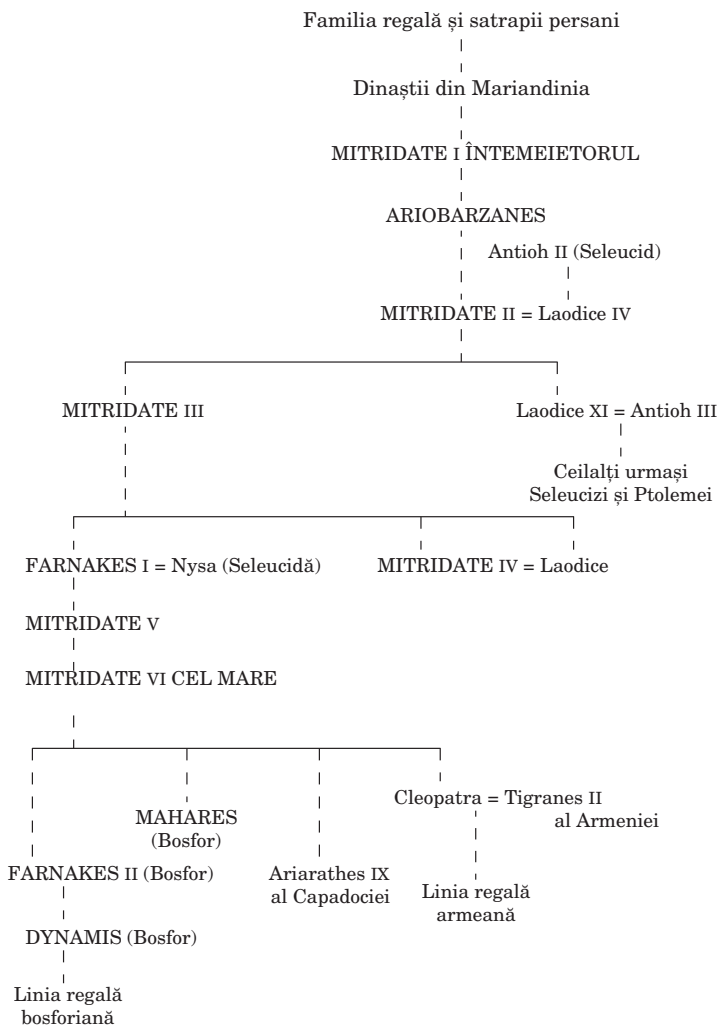 Familia regală și satrapii persani
Dinaștii din Mariandinia
MITRIDATE I ÎNTEMEIETORUL
ARIOBARZANES
Antioh II (Seleucid)
MITRIDATE II = Laodice IV
MITRIDATE III
Laodice XI = Antioh III
Ceilalți urmași
Seleucizi și Ptolemei
FARNAKES I = Nysa (Seleucidă)
MITRIDATE IV = Laodice
MITRIDATE V
MITRIDATE VI CEL MARE
Cleopatra = Tigranes II
al Armeniei
MAHARES
(Bosfor)
FARNAKES II (Bosfor)
Ariarathes IX
al Capadociei
Linia regală
armeană
DYNAMIS (Bosfor)
Linia regală
bosforiană